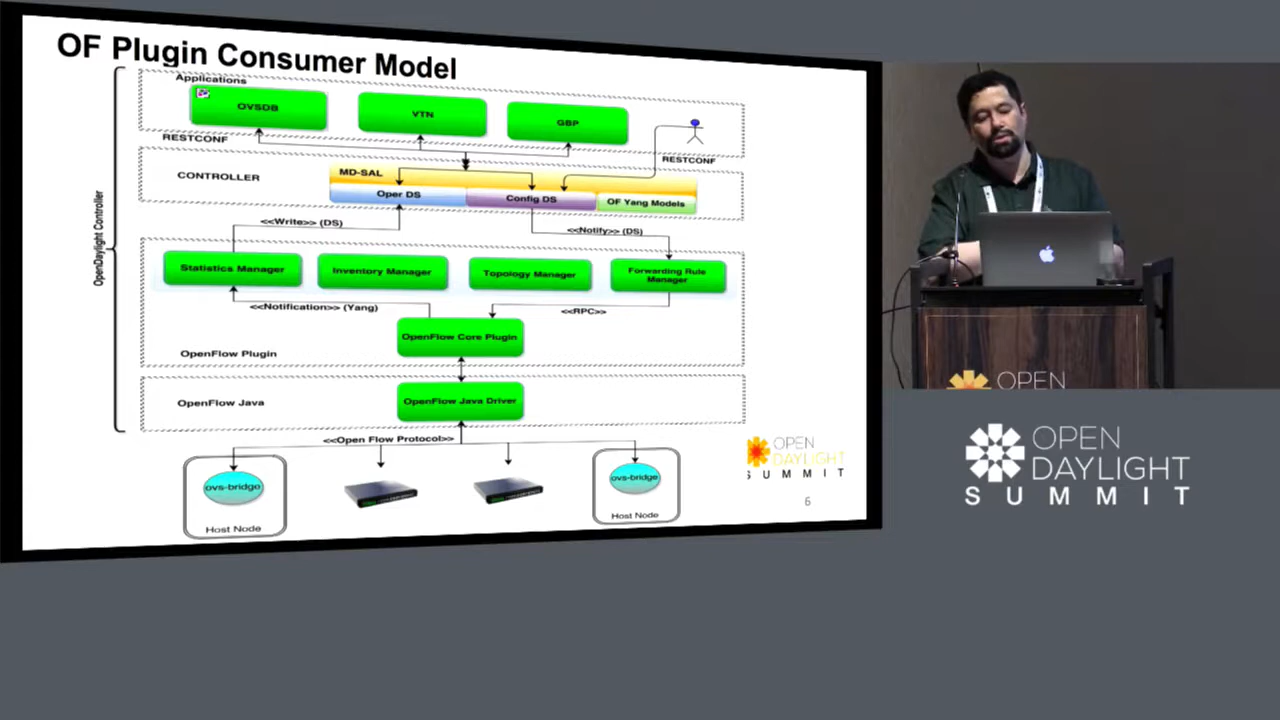 OF Plugin Consumer Model
Applications
OVSDB
VTN
GBP
RESTCONF
RESTCONF
CONTROLLER
MD-SAL
Oper DS
Config DS
OF Yang Models
<<Write>> (DS)
<<Notify>> (DS)
OpenDaylight Controller
Statistics Manager
Inventory Manager
Topology Manager
Forwarding Rule
Manager
<<Notification>> (Yang)
<<RPC>>
OpenFlow Core Plugin
OpenFlow Plugin
OpenFlow Java
OpenFlow Java Driver
<<Open Flow Protocol>>
ovs-bridge
Host Node
ovs-bridge
Host Node
OPEN
DAYLIGHT
SUMMIT
6
OPEN
OPEN
DAYLIGHT
SUMMIT